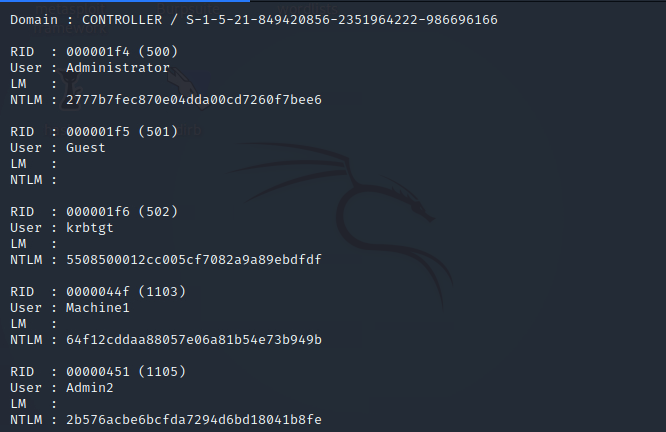 Domain : CONTROLLER / S-1-5-21-849420856-2351964222-986696166
RID : 000001f4 (500)
User : Administrator
LM :
NTLM : 2777b7fec870e04dda00cd7260f7bee6
RID : 000001f5 (501)
User : Guest
LM :
NTLM :
RID : 000001f6 (502)
User : krbtgt
LM :
NTLM : 5508500012cc005cf7082a9a89ebdfdf
RID : 0000044f (1103)
User : Machine1
LM :
NTLM : 64f12cddaa88057e06a81b54e73b949b
RID : 00000451 (1105)
User : Admin2
LM :
NTLM : 2b576acbe6bcfda7294d6bd18041b8fe